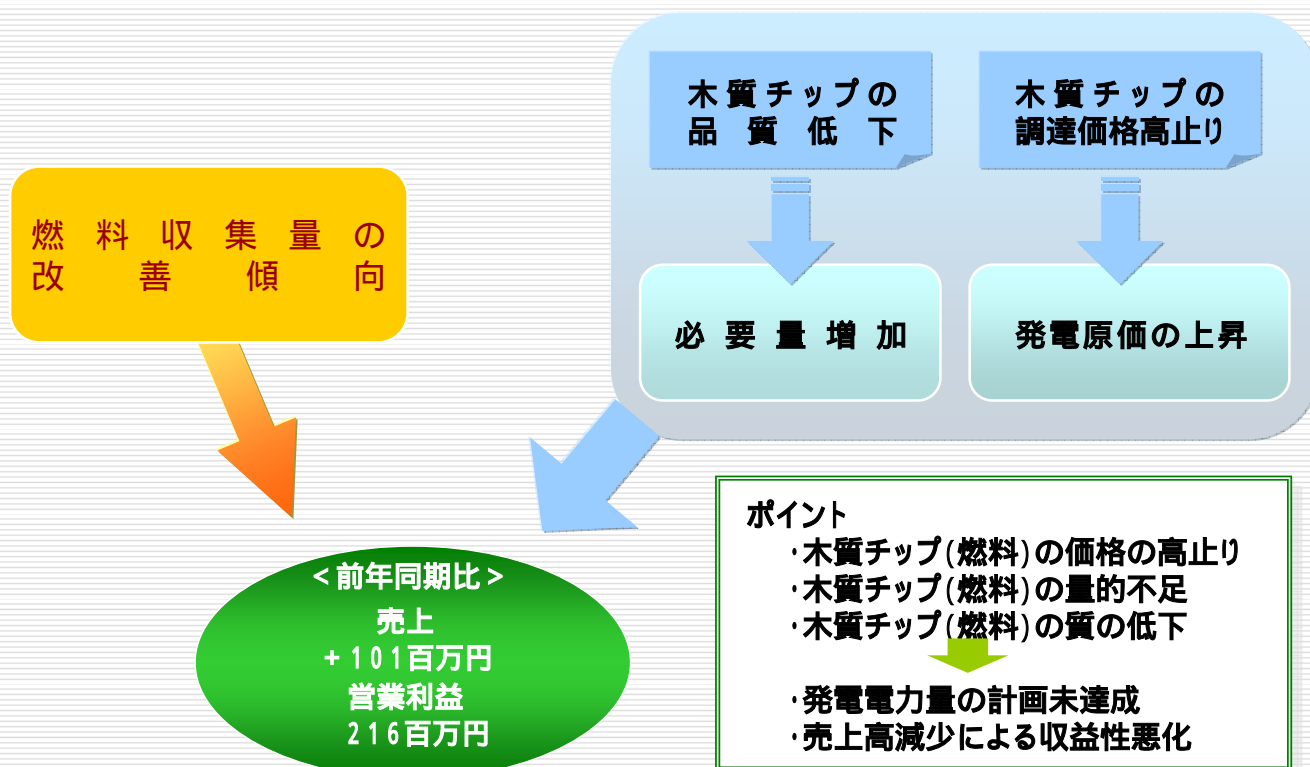 木質チップの
品質低下
木質チップの
調達価格高止り
燃料収集量の
改善傾向
必要量増加
発電原価の上昇
<前年同期比>
売上
+101百万円
営業利益
216百万円
ポイント
・木質チップ(燃料)の価格の高止り
・木質チップ(燃料)の量的不足
・木質チップ(燃料)の質の低下
・発電電力量の計画未達成
・売上高減少による収益性悪化